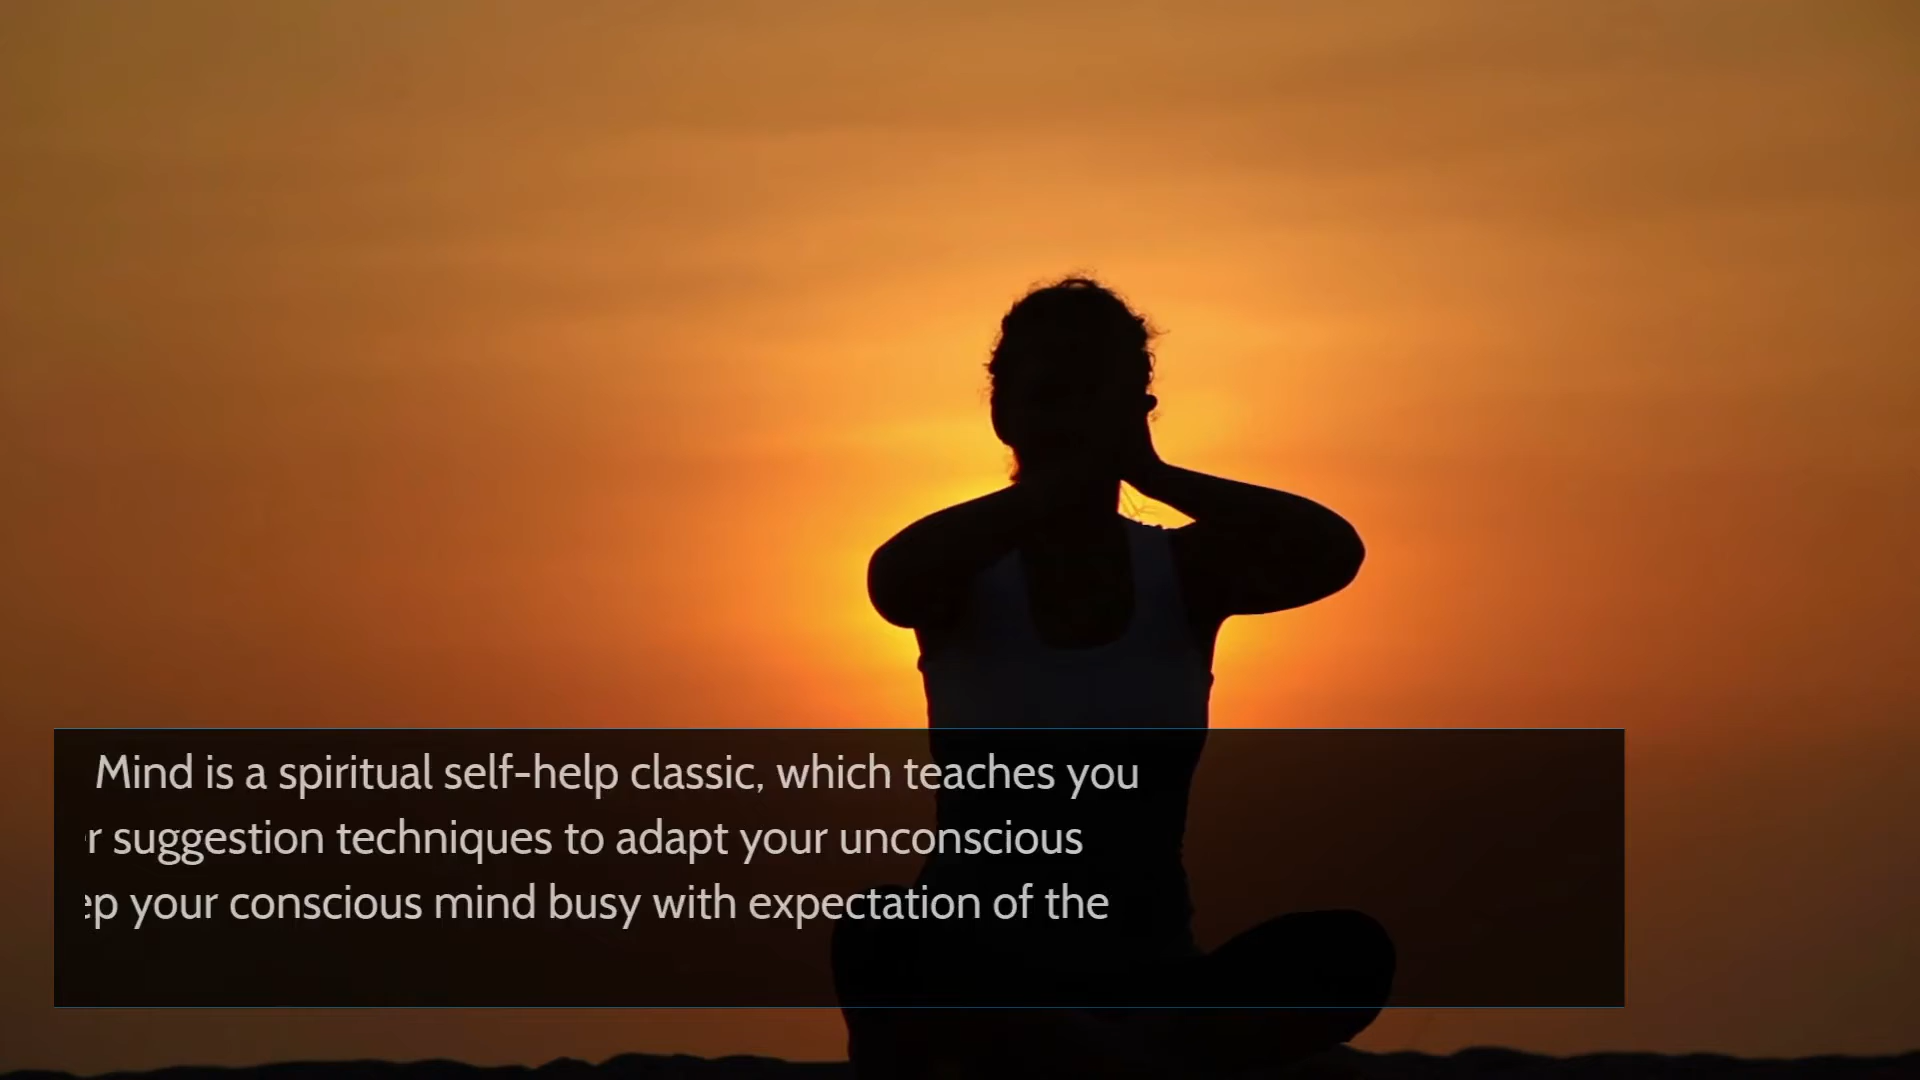 Mind is a spiritual self-help classic, which teaches you
r suggestion techniques to adapt your unconscious
p your conscious mind busy with expectation of the